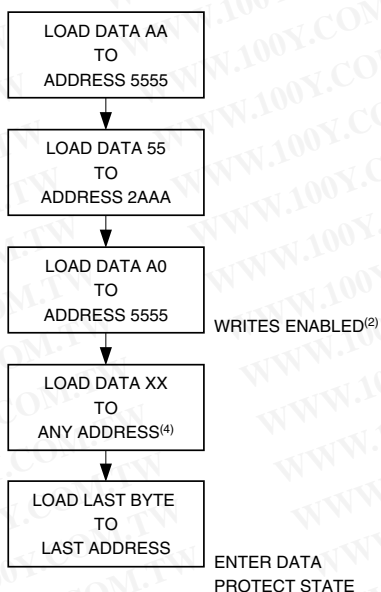 LOAD DATA AA
TO
ADDRESS 5555
LOAD DATA 55
TO
ADDRESS 2AAA
LOAD DATA A0
TO
ADDRESS 5555
WRITES ENABLED(2)
LOAD DATA XX
TO
ANY ADDRESS(4)
LOAD LAST BYTE
TO
LAST ADDRESS
ENTER DATA
PROTECT STATE